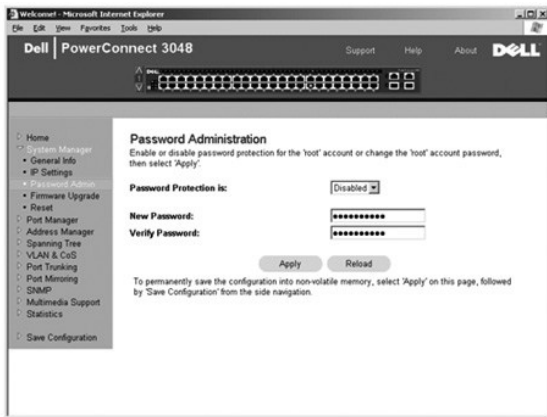 Welcome! - Microsoft Internet Explorer
File Edit View Favorites Tools Help
Dell | PowerConnect 3048
Support Help About DELL
Home
System Manager
General Info
IP Settings
Password Admin
Firmware Upgrade
Reset
Port Manager
Address Manager
Spanning Tree
VLAN & CoS
Port Trunking
Port Mirroring
SNMP
Multimedia Support
Statistics
Save Configuration
Password Administration
Enable or disable password protection for the 'root' account or change the 'root' account password,
then select 'Apply'.
Password Protection is: Disabled
New Password: ••••••••••
Verify Password: ••••••••••
Apply Reload
To permanently save the configuration into non-volatile memory, select 'Apply' on this page, followed
by 'Save Configuration' from the side navigation.